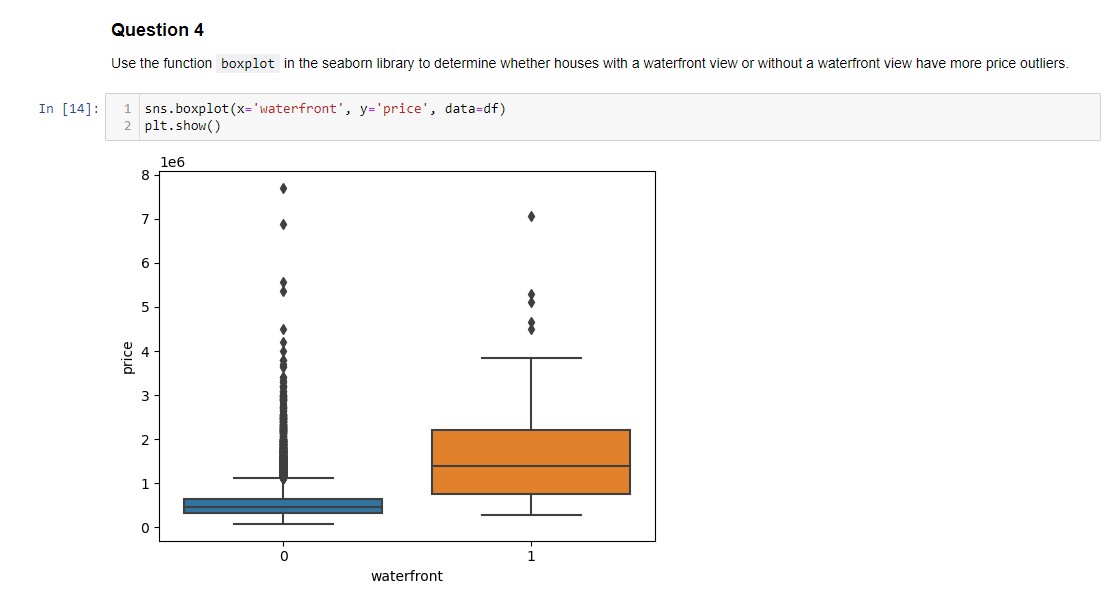 Question 4
Use the function boxplot in the seaborn library to determine whether houses with a waterfront view or without a waterfront view have more price outliers.
In [14]:
1 sns.boxplot(x='waterfront', y='price', data=df)
2 plt.show()
1e6
8
7
6
5
4
3
2
1
0
price
0 1
waterfront